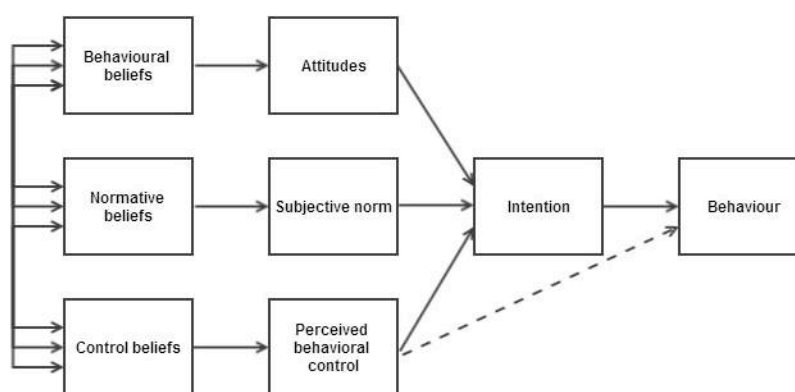 Behavioural
beliefs
Attitudes
Normative
beliefs
Subjective norm
Intention
Behaviour
Control beliefs
Perceived
behavioral
control